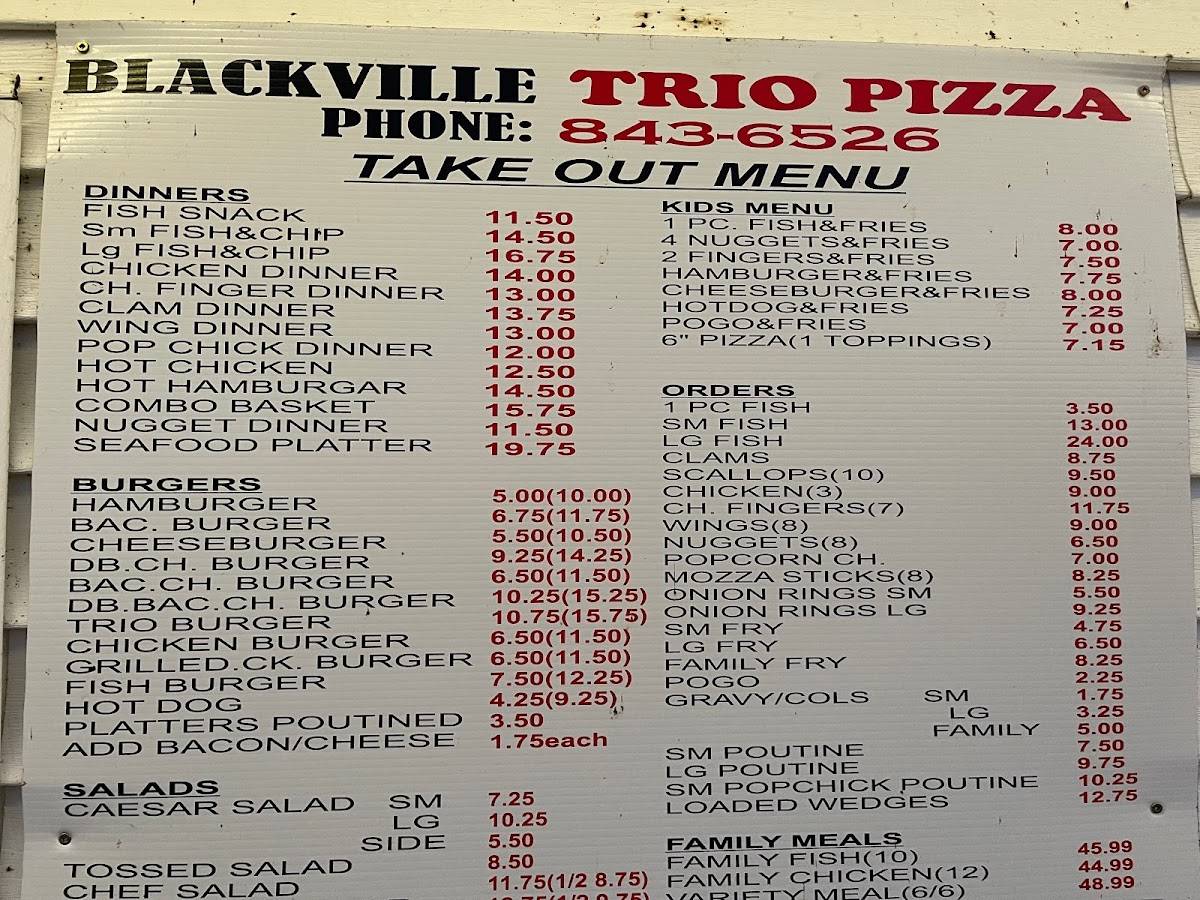 BLACKVILLE TRIO PIZZA
PHONE: 843-6526
TAKE OUT MENU
DINNERS
FISH SNACK 11.50
Sm FISH&CHIP 14.50
Lg FISH&CHIP 16.75
CHICKEN DINNER 14.00
CH. FINGER DINNER 13.00
CLAM DINNER 13.75
WING DINNER 13.00
POP CHICK DINNER 12.00
HOT CHICKEN 12.50
HOT HAMBURGAR 14.50
COMBO BASKET 15.75
NUGGET DINNER 11.50
SEAFOOD PLATTER 19.75
BURGERS
HAMBURGER 5.00(10.00)
BAC. BURGER 6.75(11.75)
CHEESEBURGER 5.50(10.50)
DB.CH. BURGER 9.25(14.25)
BAC.CH. BURGER 6.50(11.50)
DB.BAC.CH. BURGER 10.25(15.25)
TRIO BURGER 10.75(15.75)
CHICKEN BURGER 6.50(11.50)
GRILLED.CK. BURGER 6.50(11.50)
FISH BURGER 7.50(12.25)
HOT DOG 4.25(9.25)
PLATTERS POUTINED 3.50
ADD BACON/CHEESE 1.75each
SALADS
CAESAR SALAD SM 7.25
LG 10.25
SIDE 5.50
TOSSED SALAD 8.50
CHEF SALAD 11.75(1/2 8.75)
KIDS MENU
1 PC. FISH&FRIES 8.00
4 NUGGETS&FRIES 7.00
2 FINGERS&FRIES 7.50
HAMBURGER&FRIES 7.75
CHEESEBURGER&FRIES 8.00
HOTDOG&FRIES 7.25
POGO&FRIES 7.00
6" PIZZA(1 TOPPINGS) 7.15
ORDERS
1 PC FISH 3.50
SM FISH 13.00
LG FISH 24.00
CLAMS 8.75
SCALLOPS(10) 9.50
CHICKEN(3) 9.00
CH. FINGERS(7) 11.75
WINGS(8) 9.00
NUGGETS(8) 6.50
POPCORN CH. 7.00
MOZZA STICKS(8) 8.25
ONION RINGS SM 5.50
ONION RINGS LG 9.25
SM FRY 4.75
LG FRY 6.50
FAMILY FRY 8.25
POGO 2.25
GRAVY/COLS SM 1.75
LG 3.25
FAMILY 5.00
SM POUTINE 7.50
LG POUTINE 9.75
SM POPCHICK POUTINE 10.25
LOADED WEDGES 12.75
FAMILY MEALS
FAMILY FISH(10) 45.99
FAMILY CHICKEN(12) 44.99
VARIETY MEAL(6/6) 48.99